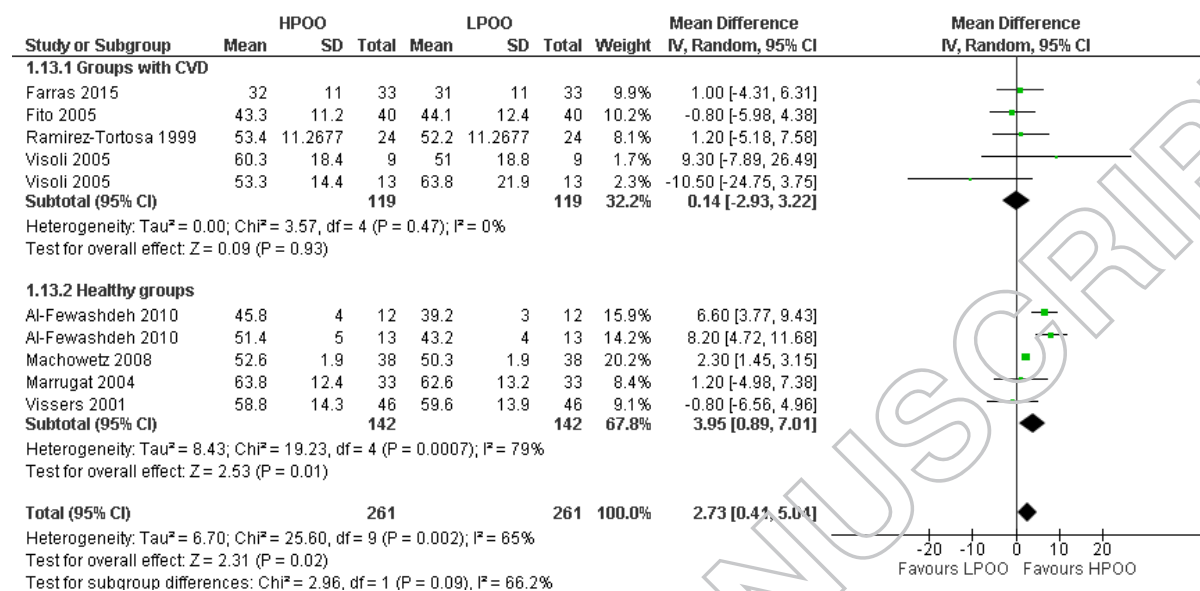 HPOO LPOO Mean Difference Mean Difference
Study or Subgroup Mean SD Total Mean SD Total Weight IV, Random, 95% CI IV, Random, 95% CI
1.13.1 Groups with CVD
Farras 2015 32 11 33 31 11 33 9.9% 1.00 [-4.31, 6.31]
Fito 2005 43.3 11.2 40 44.1 12.4 40 10.2% -0.80 [-5.98, 4.38]
Ramirez-Tortosa 1999 53.4 11.2677 24 52.2 11.2677 24 8.1% 1.20 [-5.18, 7.58]
Visoli 2005 60.3 18.4 9 51 18.8 9 1.7% 9.30 [-7.89, 26.49]
Visoli 2005 53.3 14.4 13 63.8 21.9 13 2.3% -10.50 [-24.75, 3.75]
Subtotal (95% CI) 119 119 32.2% 0.14 [-2.93, 3.22]
Heterogeneity: Tau² = 0.00; Chi² = 3.57, df = 4 (P = 0.47); I² = 0%
Test for overall effect: Z = 0.09 (P = 0.93)
1.13.2 Healthy groups
Al-Fewashdeh 2010 45.8 4 12 39.2 3 12 15.9% 6.60 [3.77, 9.43]
Al-Fewashdeh 2010 51.4 5 13 43.2 4 13 14.2% 8.20 [4.72, 11.68]
Machowetz 2008 52.6 1.9 38 50.3 1.9 38 20.2% 2.30 [1.45, 3.15]
Marrugat 2004 63.8 12.4 33 62.6 13.2 33 8.4% 1.20 [-4.98, 7.38]
Vissers 2001 58.8 14.3 46 59.6 13.9 46 9.1% -0.80 [-6.56, 4.96]
Subtotal (95% CI) 142 142 67.8% 3.95 [0.89, 7.01]
Heterogeneity: Tau² = 8.43; Chi² = 19.23, df = 4 (P = 0.0007); I² = 79%
Test for overall effect: Z = 2.53 (P = 0.01)
Total (95% CI) 261 261 100.0% 2.73 [0.41, 5.04]
Heterogeneity: Tau² = 6.70; Chi² = 25.60, df = 9 (P = 0.002); I² = 65%
Test for overall effect: Z = 2.31 (P = 0.02)
Test for subgroup differences: Chi² = 2.96, df = 1 (P = 0.09), I² = 66.2%
-20 -10 0 10 20
Favours LPOO Favours HPOO
NUSCRIP